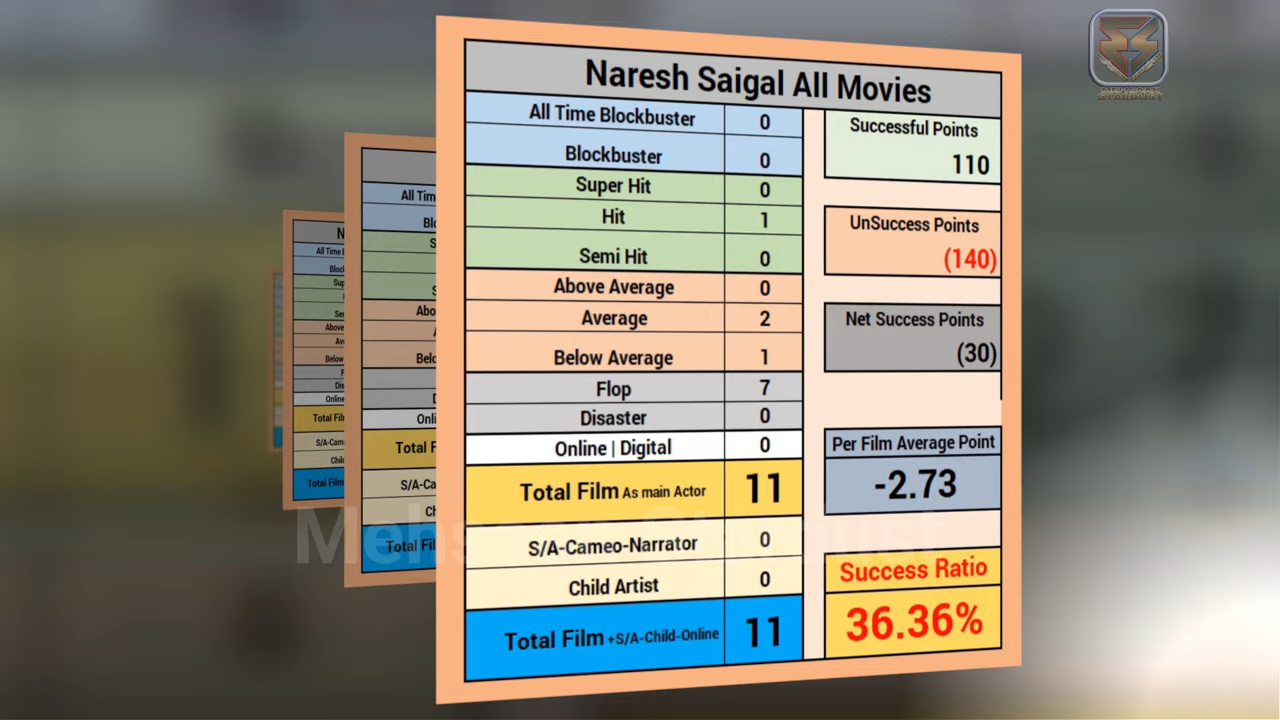 Naresh Saigal All Movies
All Time Blockbuster 0
Blockbuster 0
Super Hit 0
Hit 1
Semi Hit 0
Above Average 0
Average 2
Below Average 1
Flop 7
Disaster 0
Online | Digital 0
Total Film As main Actor 11
S/A-Cameo-Narrator 0
Child Artist 0
Total Film +S/A-Child-Online 11
Successful Points
110
UnSuccess Points
(140)
Net Success Points
(30)
Per Film Average Point
-2.73
Success Ratio
36.36%